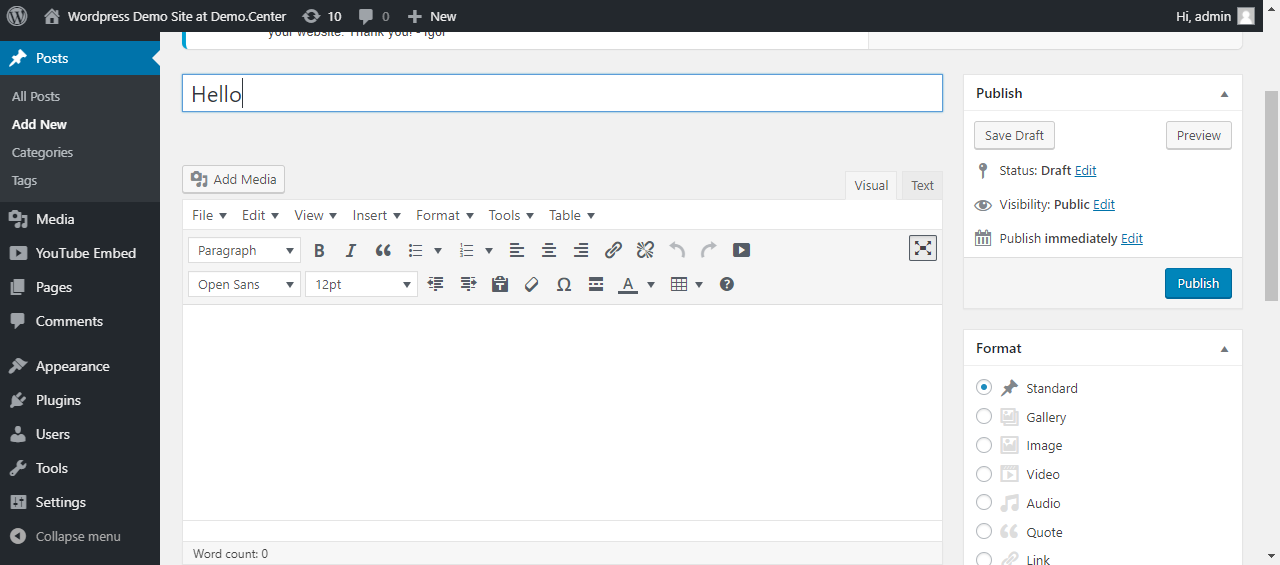 Wordpress Demo Site at Demo.Center 10 0 New Hi, admin
your website. Thank you! - Igor
Posts
All Posts
Add New
Categories
Tags
Media
YouTube Embed
Pages
Comments
Appearance
Plugins
Users
Tools
Settings
Collapse menu
Hello
Add Media
Visual Text
File Edit View Insert Format Tools Table
Paragraph B I
Open Sans 12pt Ω A
Word count: 0
Publish
Save Draft Preview
Status: Draft Edit
Visibility: Public Edit
Publish immediately Edit
Publish
Format
Standard
Gallery
Image
Video
Audio
Quote
Link